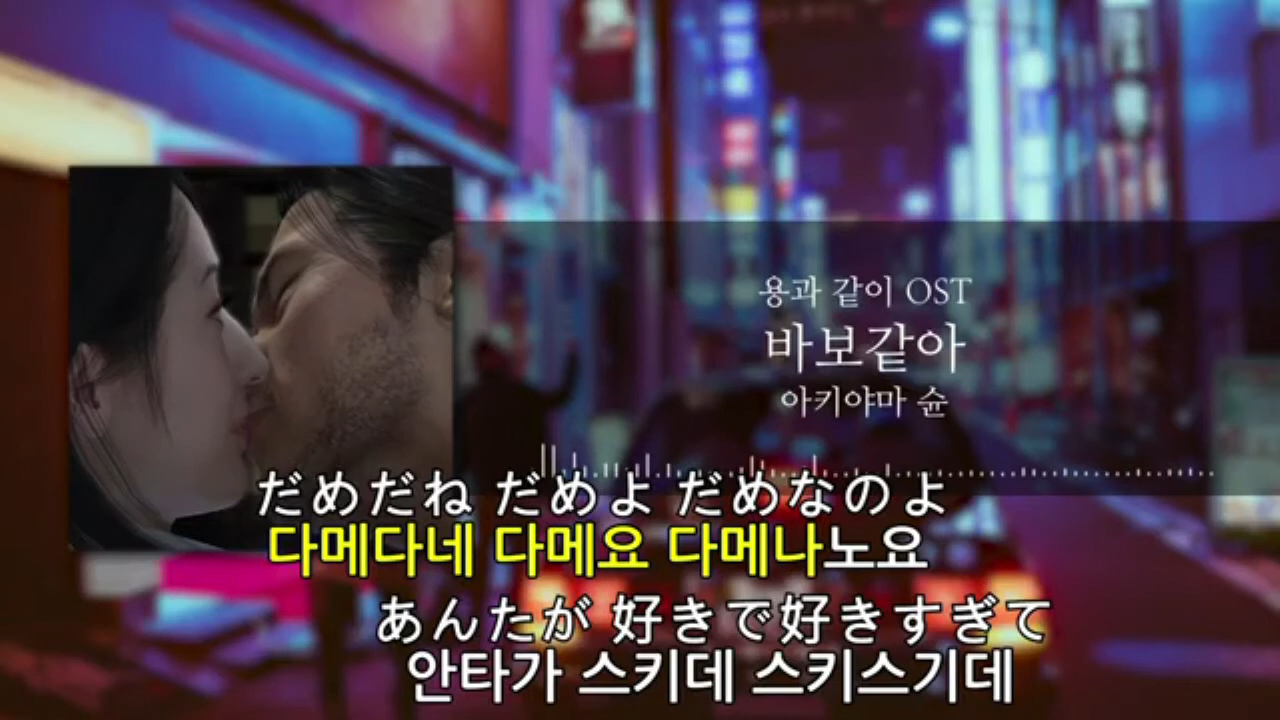 용과 같이 OST
바보같아
아키야마 슌
だめだね だめよ だめなのよ
다메다네 다메요 다메나노요
あんたが 好きで好きすぎて
안타가 스키데 스키스기데